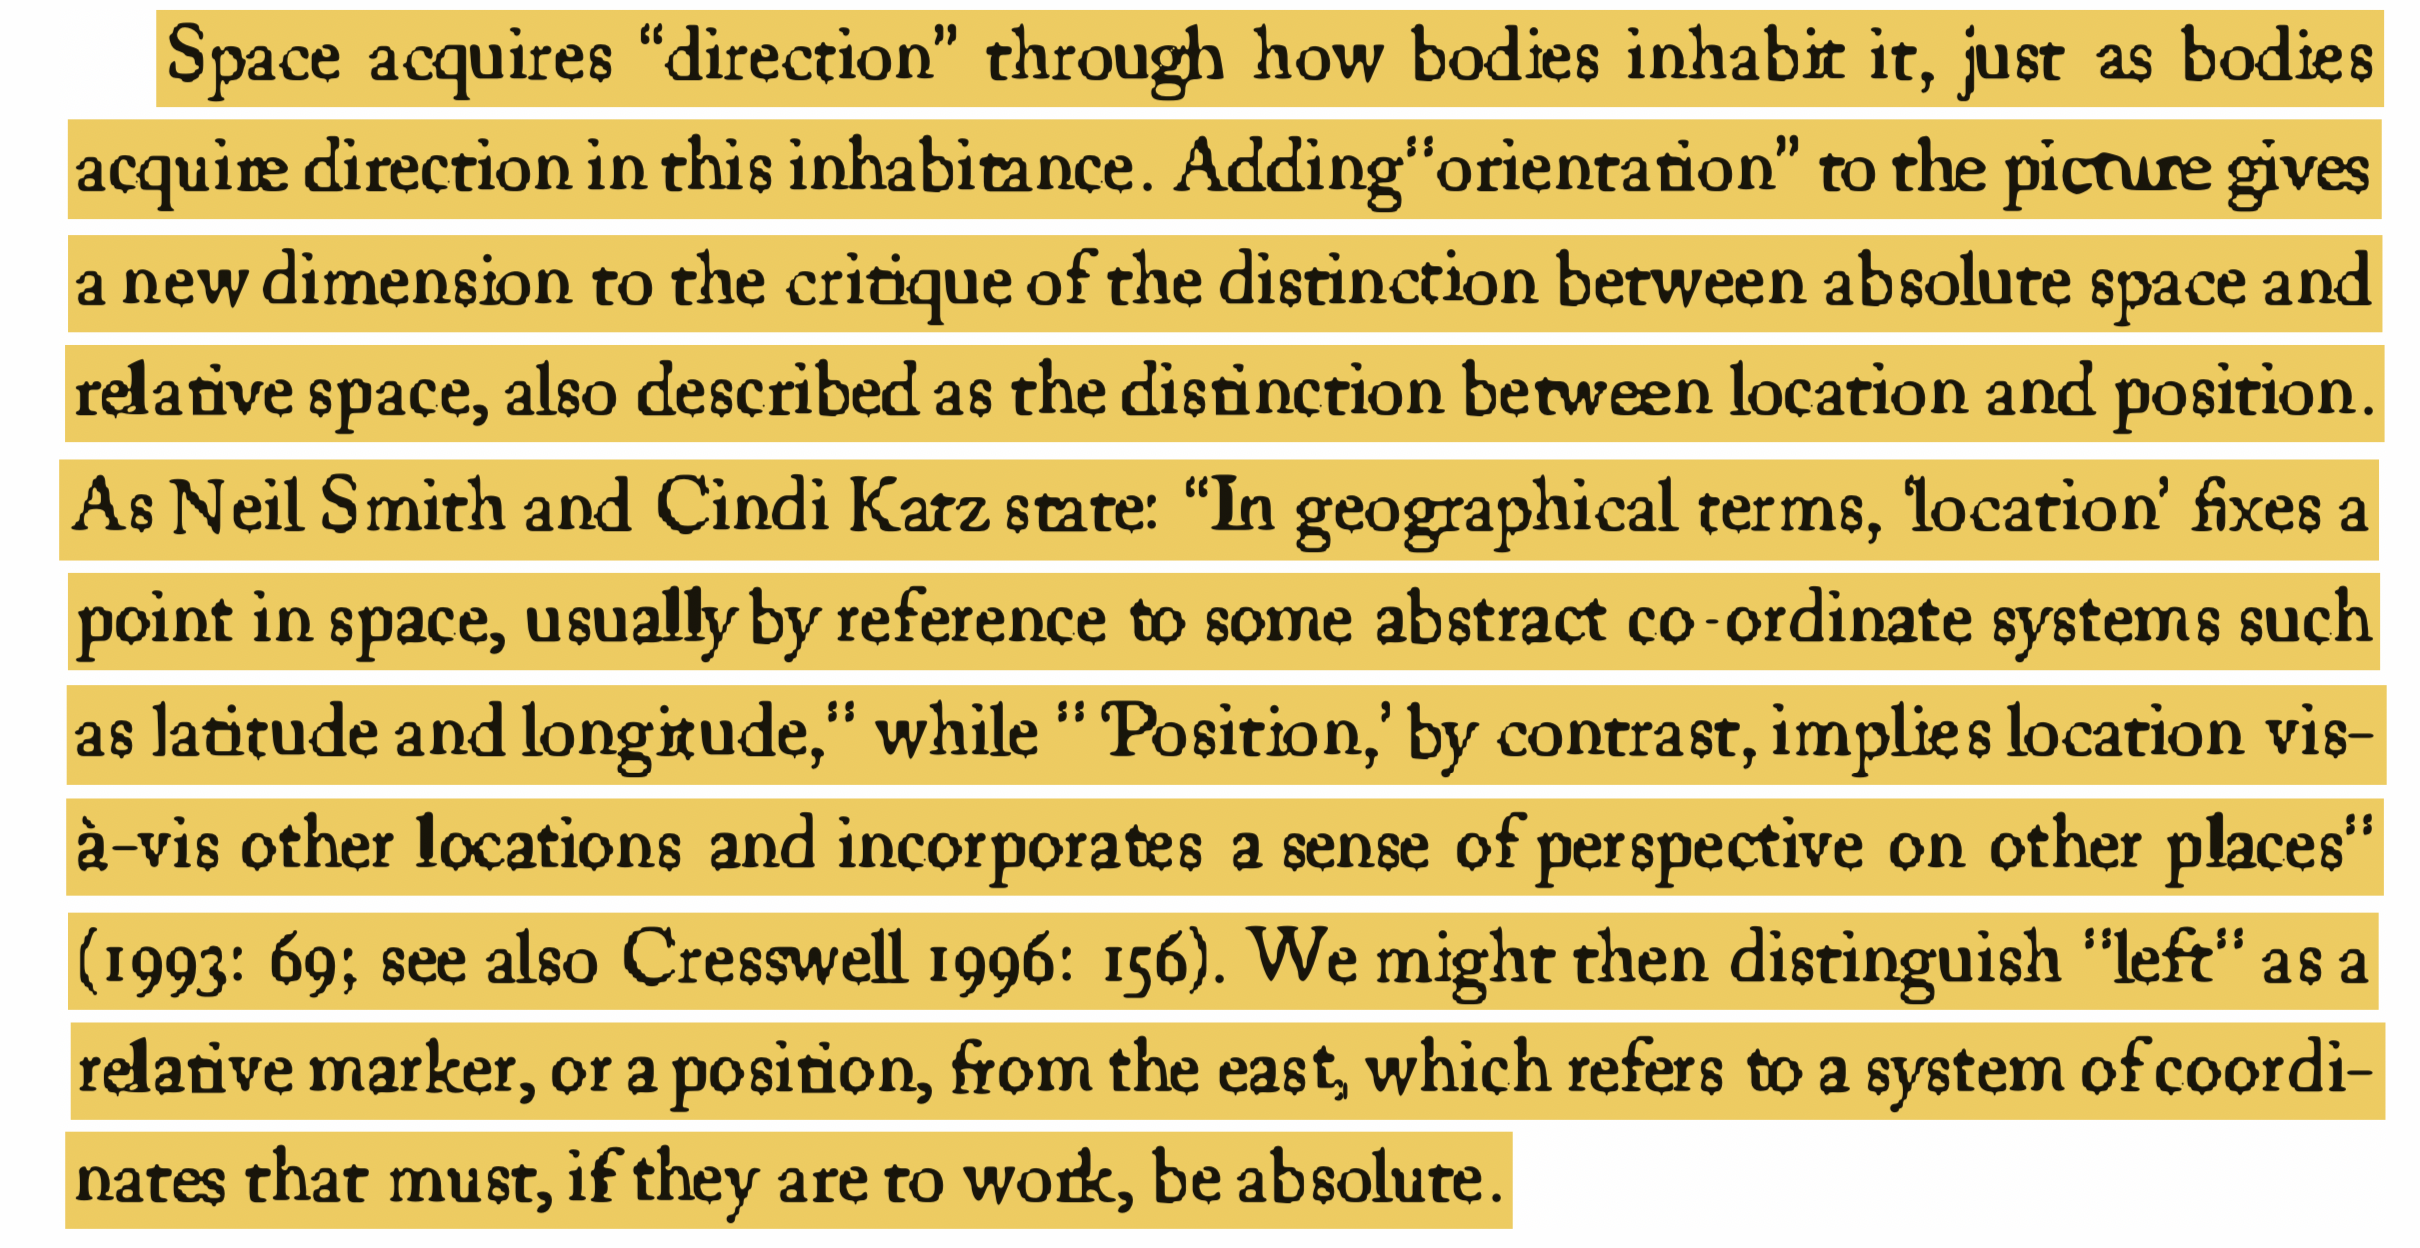 Space acquires “direction” through how bodies inhabit it, just as bodies
acquire direction in this inhabitance. Adding “orientation” to the picture gives
a new dimension to the critique of the distinction between absolute space and
relative space, also described as the distinction between location and position.
As Neil Smith and Cindi Katz state: “In geographical terms, ‘location’ fixes a
point in space, usually by reference to some abstract co-ordinate systems such
as latitude and longitude,” while “‘Position,’ by contrast, implies location vis-
à-vis other locations and incorporates a sense of perspective on other places”
(1993: 69; see also Cresswell 1996: 156). We might then distinguish “left” as a
relative marker, or a position, from the east, which refers to a system of coordi-
nates that must, if they are to work, be absolute.